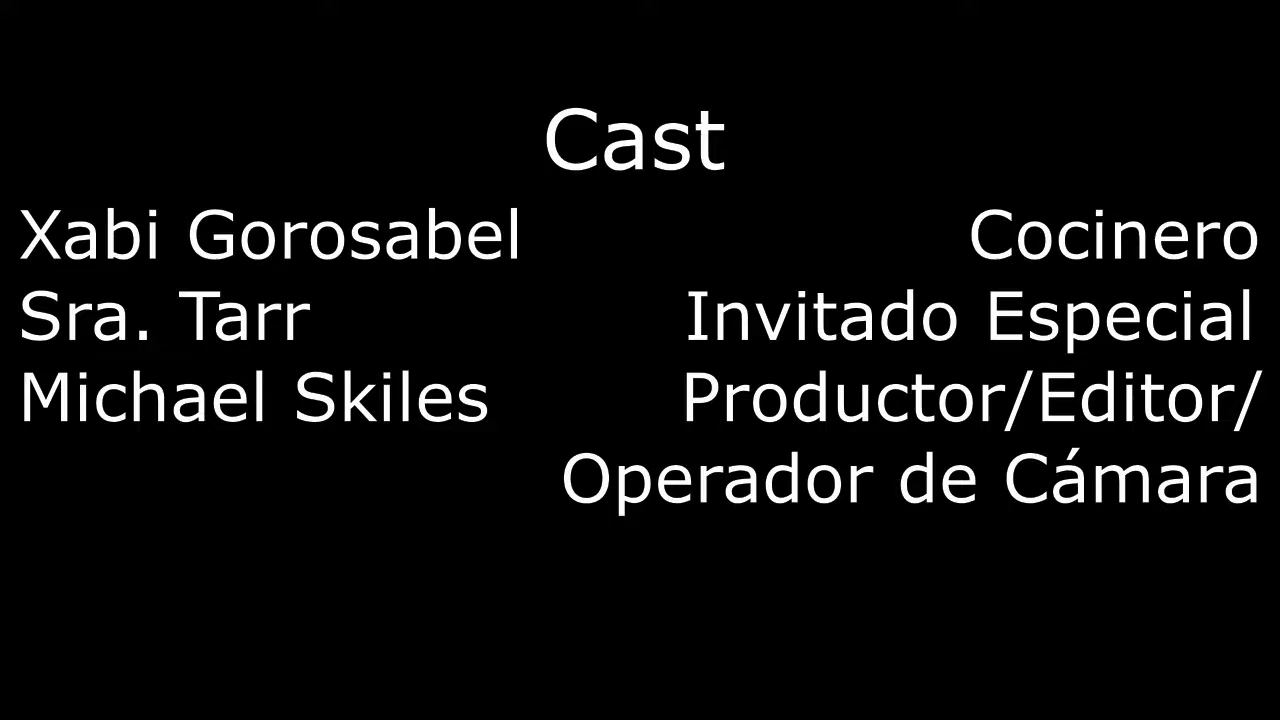 Cast
Xabi Gorosabel Cocinero
Sra. Tarr Invitado Especial
Michael Skiles Productor/Editor/
Operador de Cámara